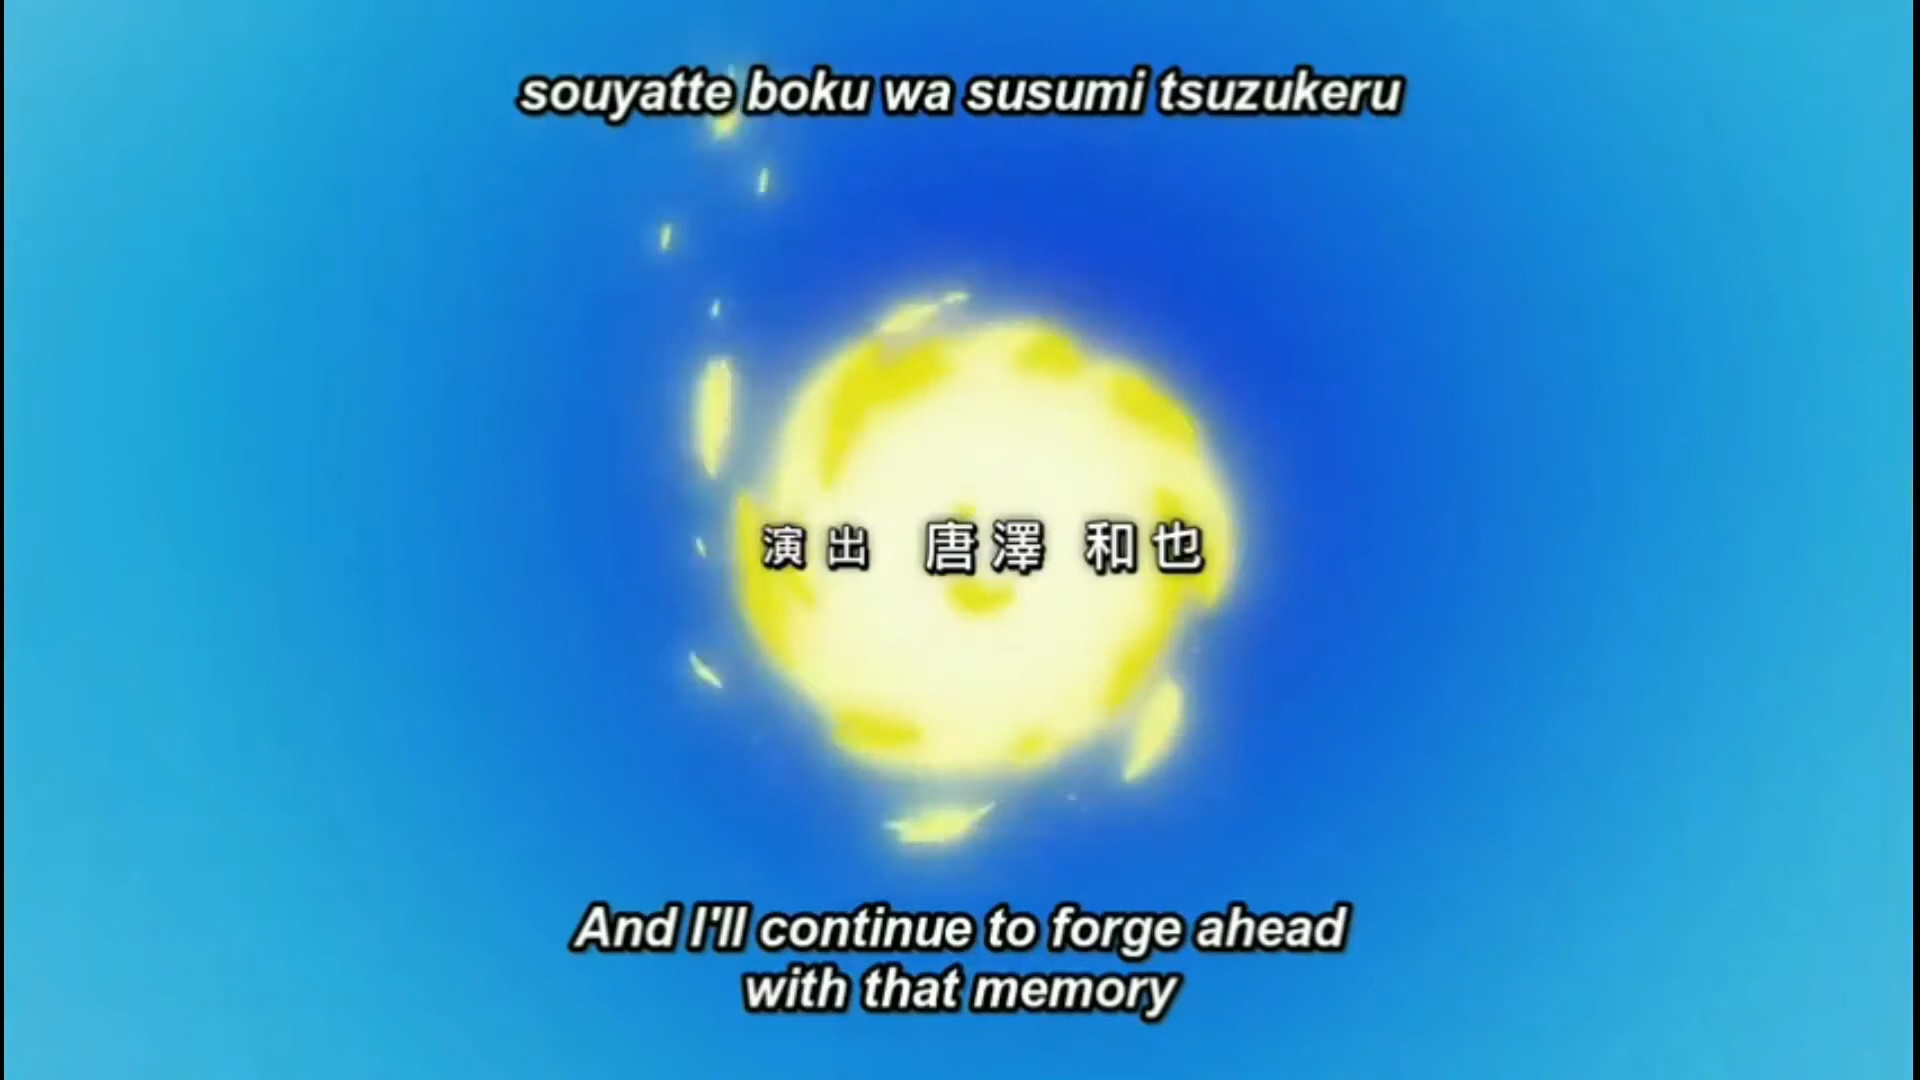 souyatte boku wa susumi tsuzukeru
演出 唐澤 和也
And I'll continue to forge ahead
with that memory